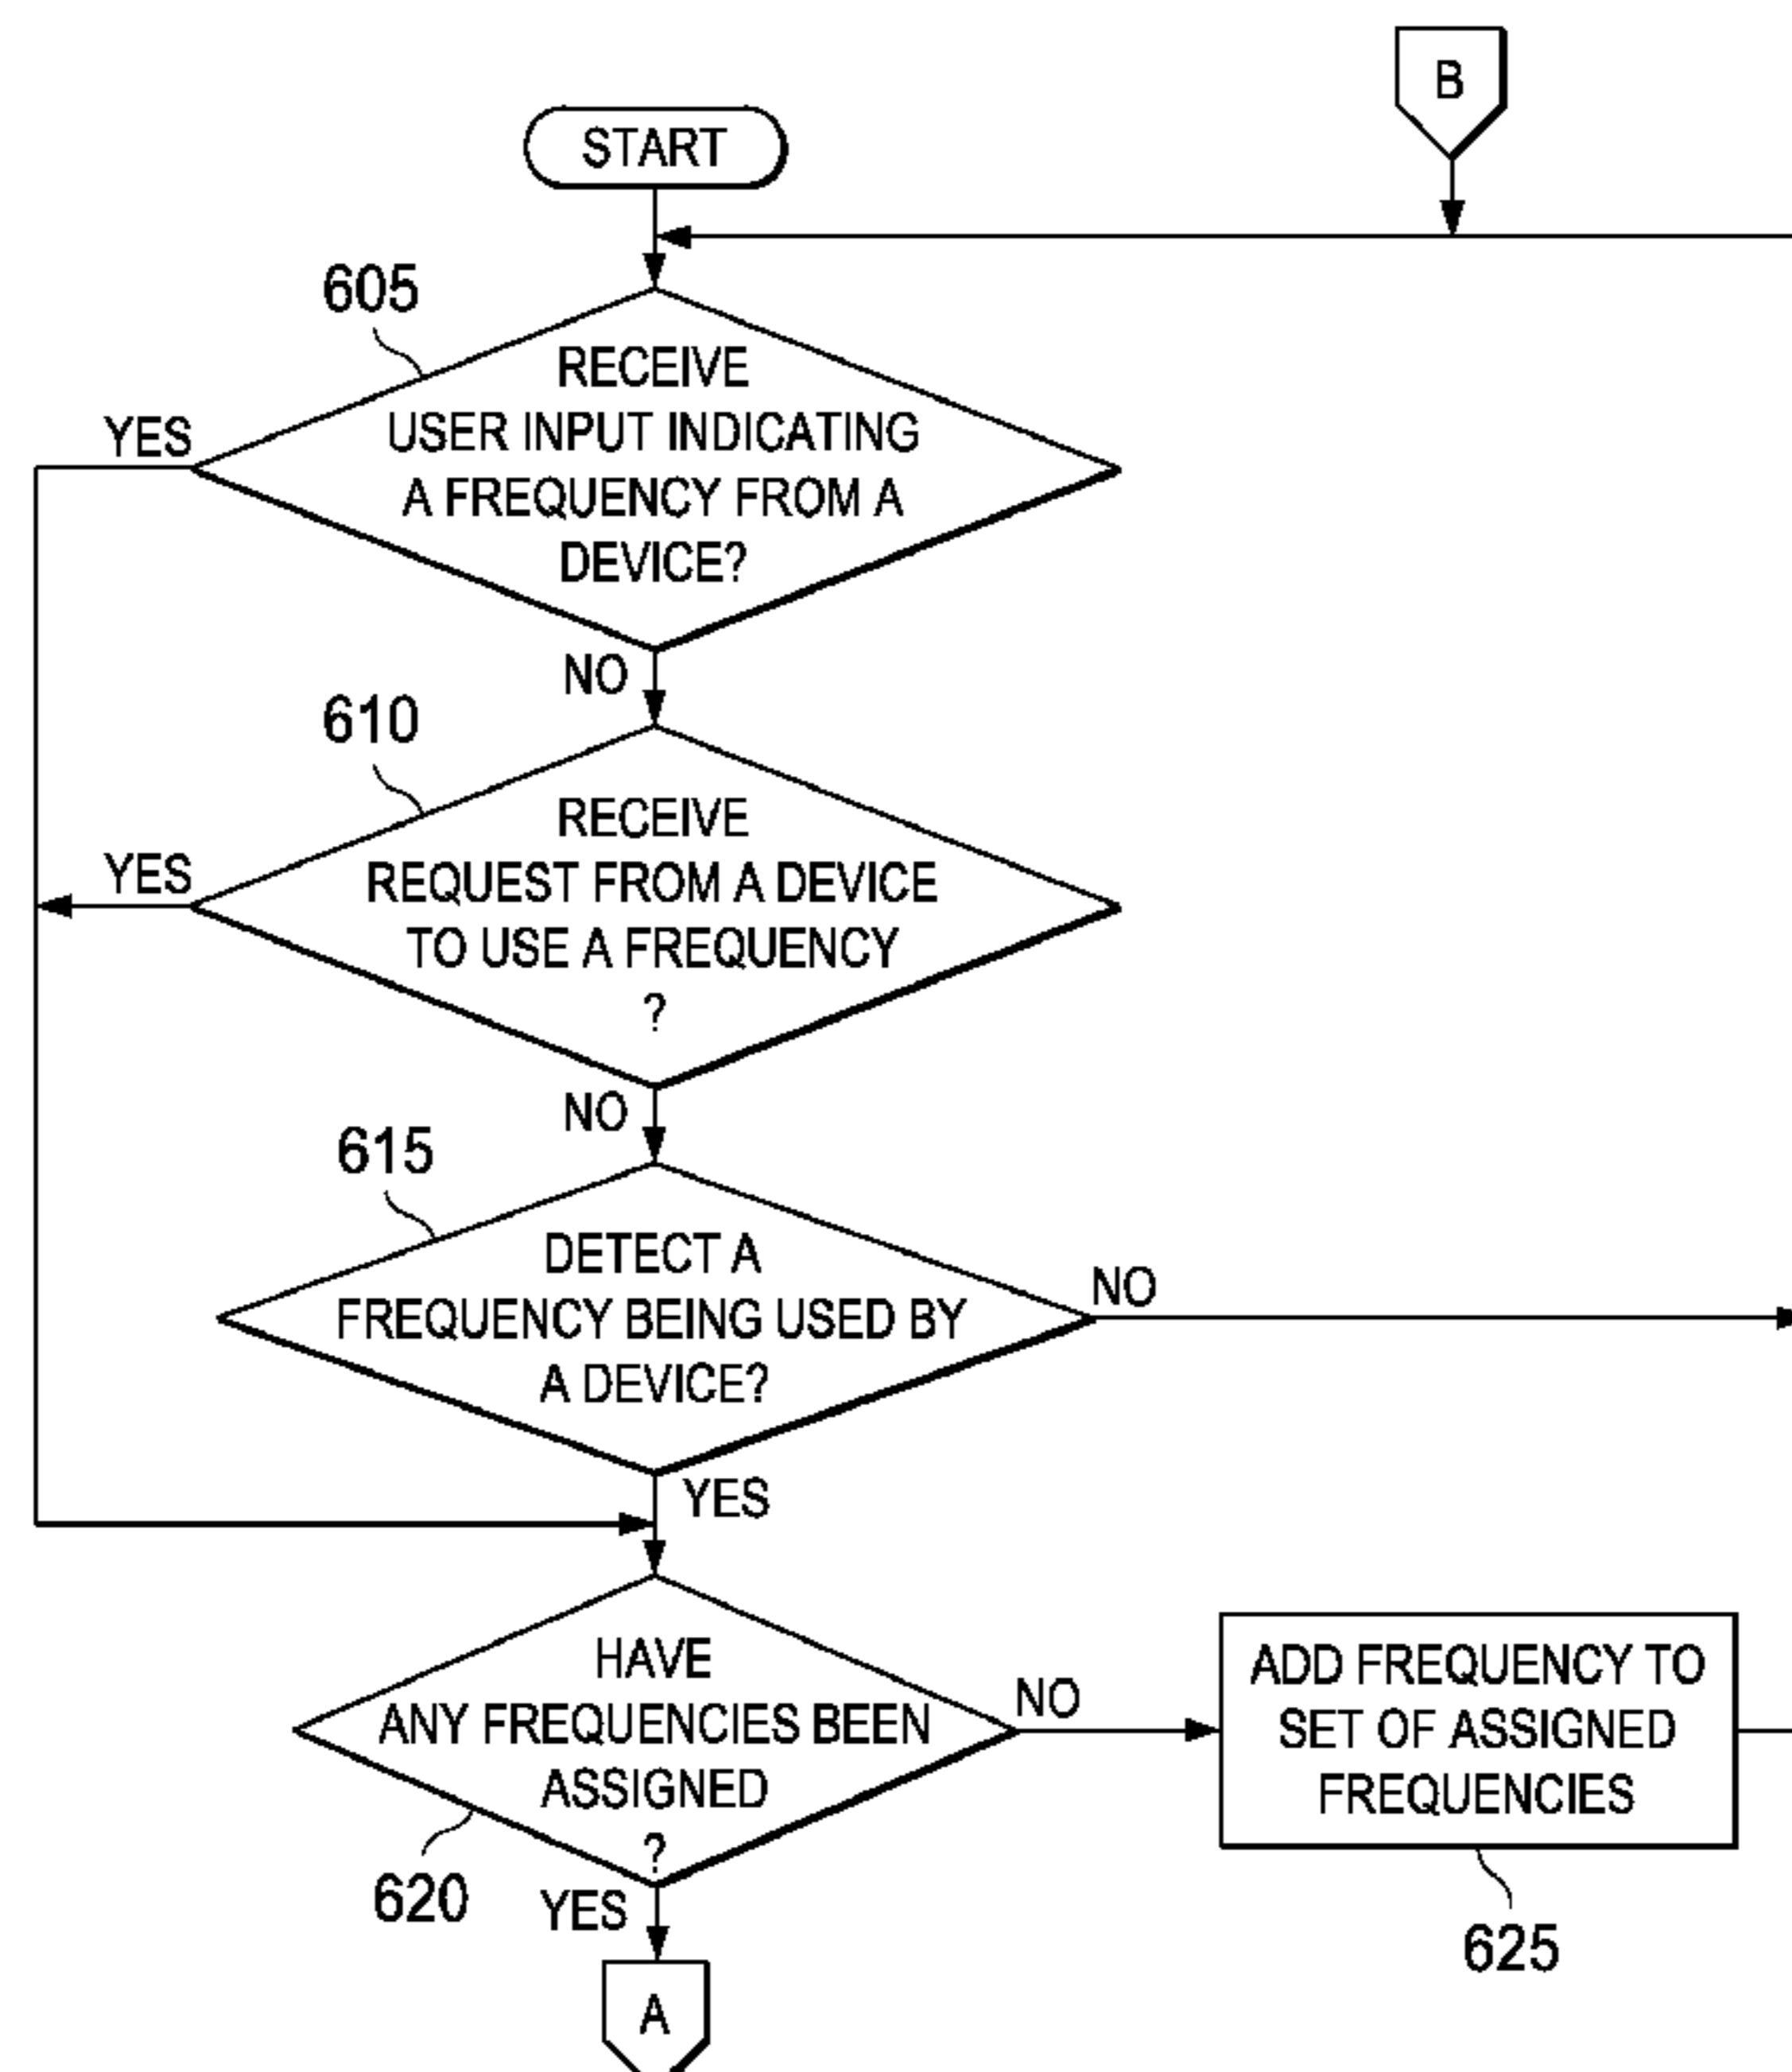 B
START
605
RECEIVE
USER INPUT INDICATING
A FREQUENCY FROM A
DEVICE?
YES
NO
610
RECEIVE
REQUEST FROM A DEVICE
TO USE A FREQUENCY
?
YES
NO
615
DETECT A
FREQUENCY BEING USED BY
A DEVICE?
NO
YES
HAVE
ANY FREQUENCIES BEEN
ASSIGNED
?
NO
ADD FREQUENCY TO
SET OF ASSIGNED
FREQUENCIES
620
YES
625
A